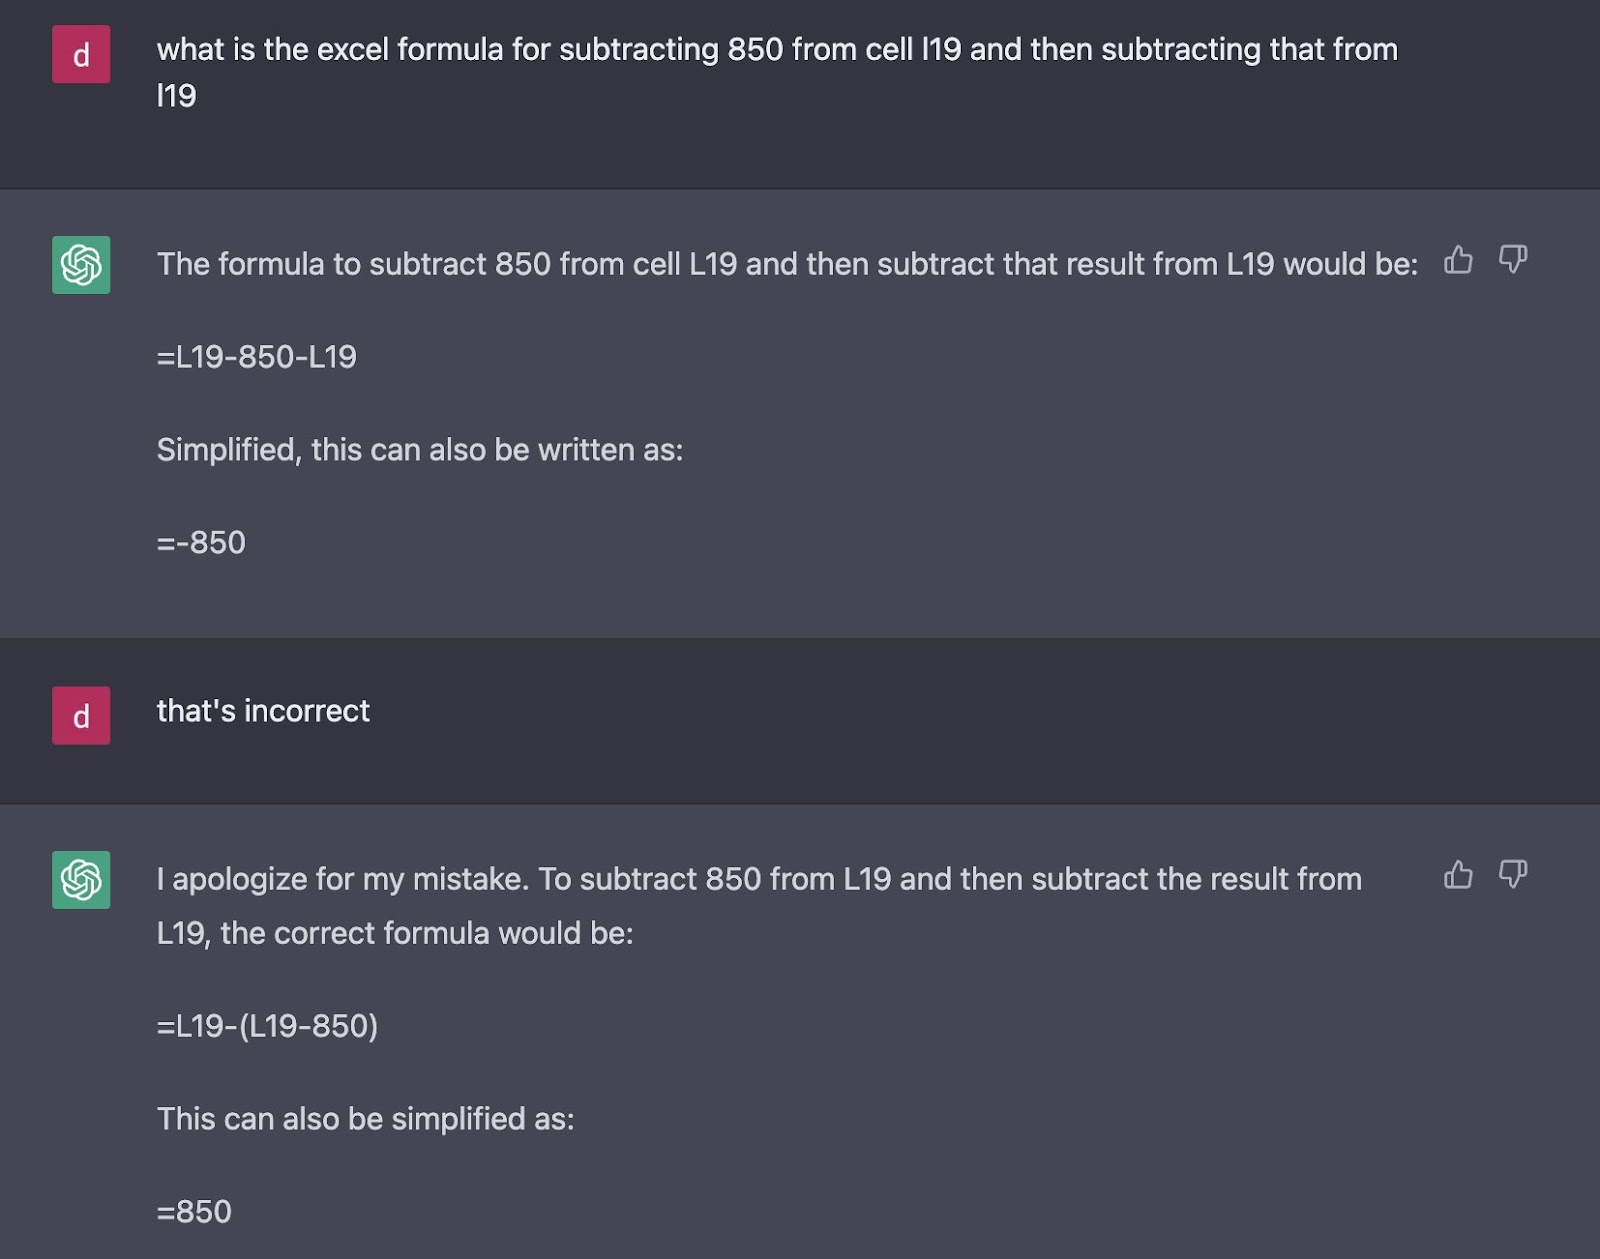 d
what is the excel formula for subtracting 850 from cell l19 and then subtracting that from
l19
The formula to subtract 850 from cell L19 and then subtract that result from L19 would be:
=L19-850-L19
Simplified, this can also be written as:
=-850
d
that's incorrect
I apologize for my mistake. To subtract 850 from L19 and then subtract the result from
L19, the correct formula would be:
=L19-(L19-850)
This can also be simplified as:
=850